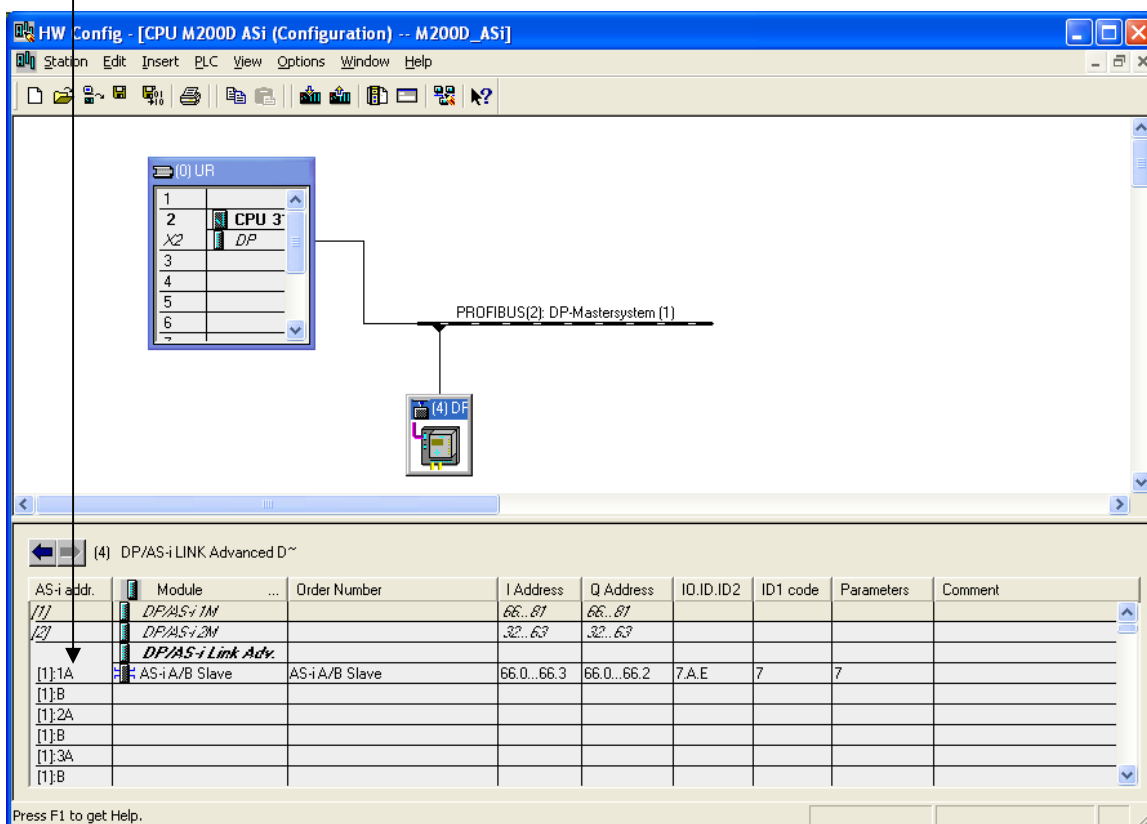 HW Config - [CPU M200D ASi (Configuration) -- M200D_ASi]
Station Edit Insert PLC View Options Window Help
(0) UR
1
2 CPU 3
X2 DP
3
4
5
6
PROFIBUS(2): DP-Mastersystem (1)
(4) DP
(4) DP/AS-i LINK Advanced D~
AS-i addr. Module ... Order Number I Address Q Address IO.ID.ID2 ID1 code Parameters Comment
[1] DP/AS-i 1M 66...81 66...81
[2] DP/AS-i 2M 32...63 32...63
DP/AS-i Link Adv.
[1]:1A AS-i A/B Slave AS-i A/B Slave 66.0...66.3 66.0...66.2 7.A.E 7 7
[1]:B
[1]:2A
[1]:B
[1]:3A
[1]:B
Press F1 to get Help.